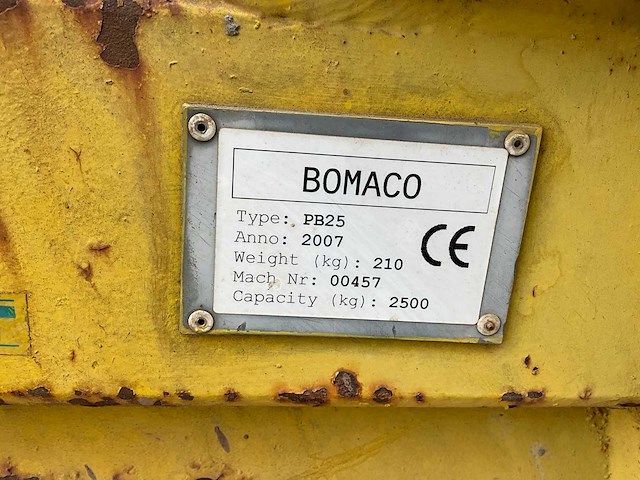 BOMACO
Type: PB25
Anno: 2007
Weight (kg): 210
Mach Nr: 00457
Capacity (kg): 2500
CE